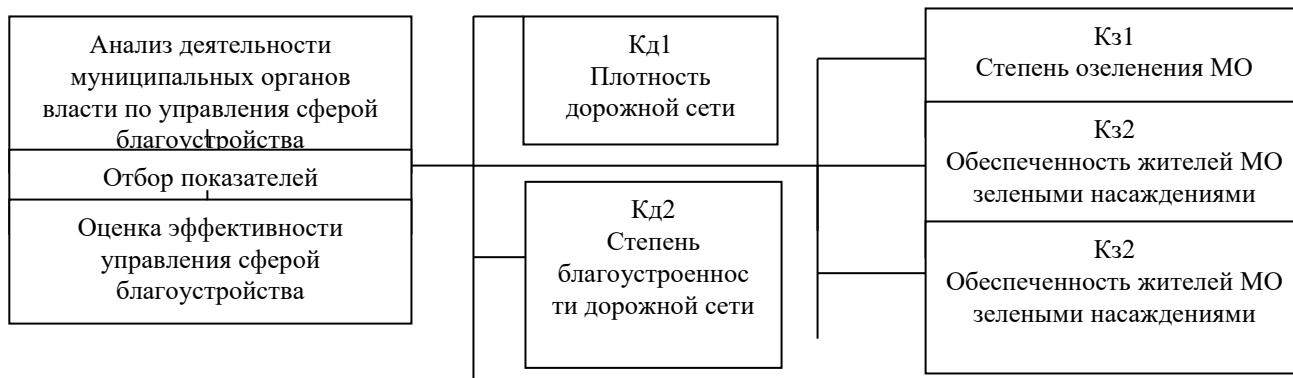 Анализ деятельности
муниципальных органов
власти по управления сферой
благоустройства
Отбор показателей
Оценка эффективности
управления сферой
благоустройства
Кд1
Плотность
дорожной сети
Кд2
Степень
благоустроеннос
ти дорожной сети
Кз1
Степень озеленения МО
Кз2
Обеспеченность жителей МО
зелеными насаждениями
Кз2
Обеспеченность жителей МО
зелеными насаждениями